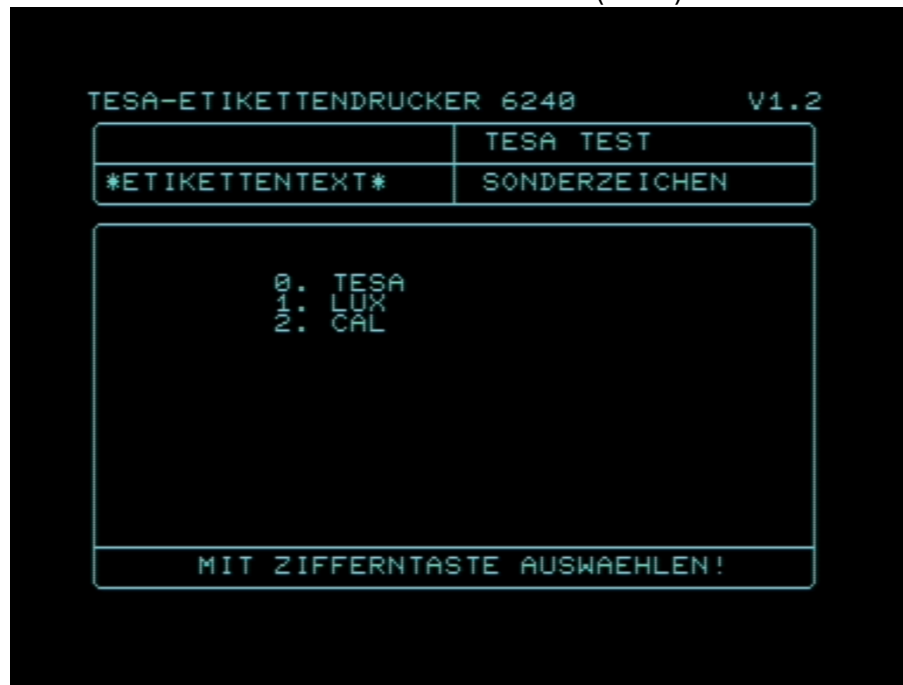 TESA-ETIKETTENDRUCKER 6240 V1.2
TESA TEST
*ETIKETTENTEXT* SONDERZEICHEN
0. TESA
1. LUX
2. CAL
MIT ZIFFERNTASTE AUSWAEHLEN!